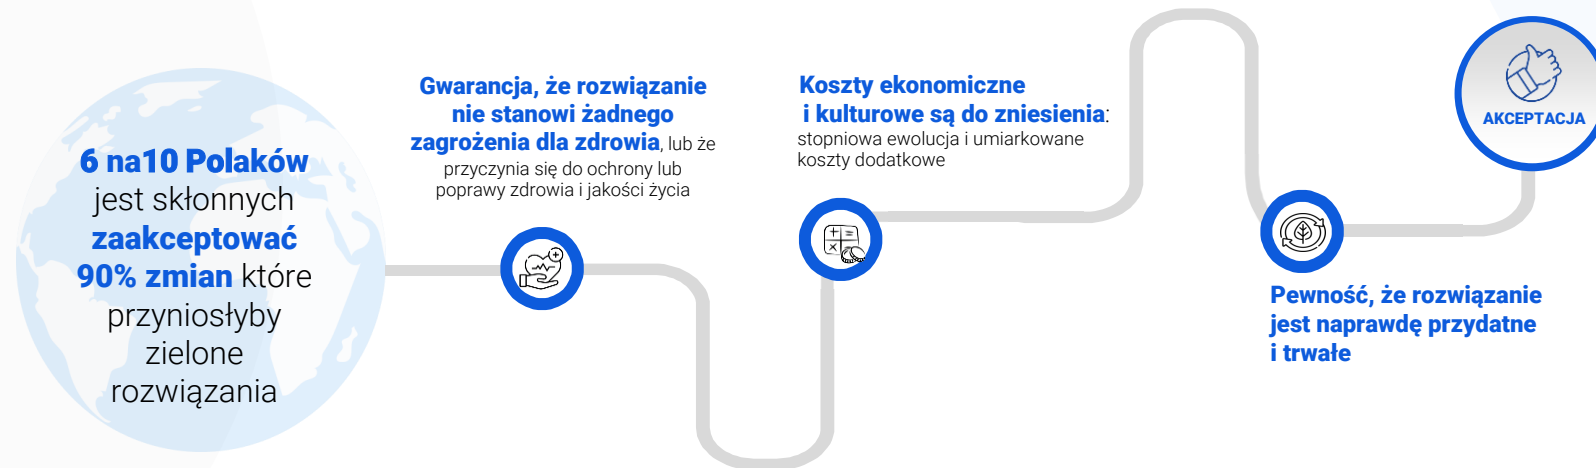 6 na10 Polaków
jest skłonnych
zaakceptować
90% zmian które
przyniosłyby
zielone
rozwiązania
Gwarancja, że rozwiązanie
nie stanowi żadnego
zagrożenia dla zdrowia, lub że
przyczynia się do ochrony lub
poprawy zdrowia i jakości życia
Koszty ekonomiczne
i kulturowe są do zniesienia:
stopniowa ewolucja i umiarkowane
koszty dodatkowe
Pewność, że rozwiązanie
jest naprawdę przydatne
i trwałe
AKCEPTACJA